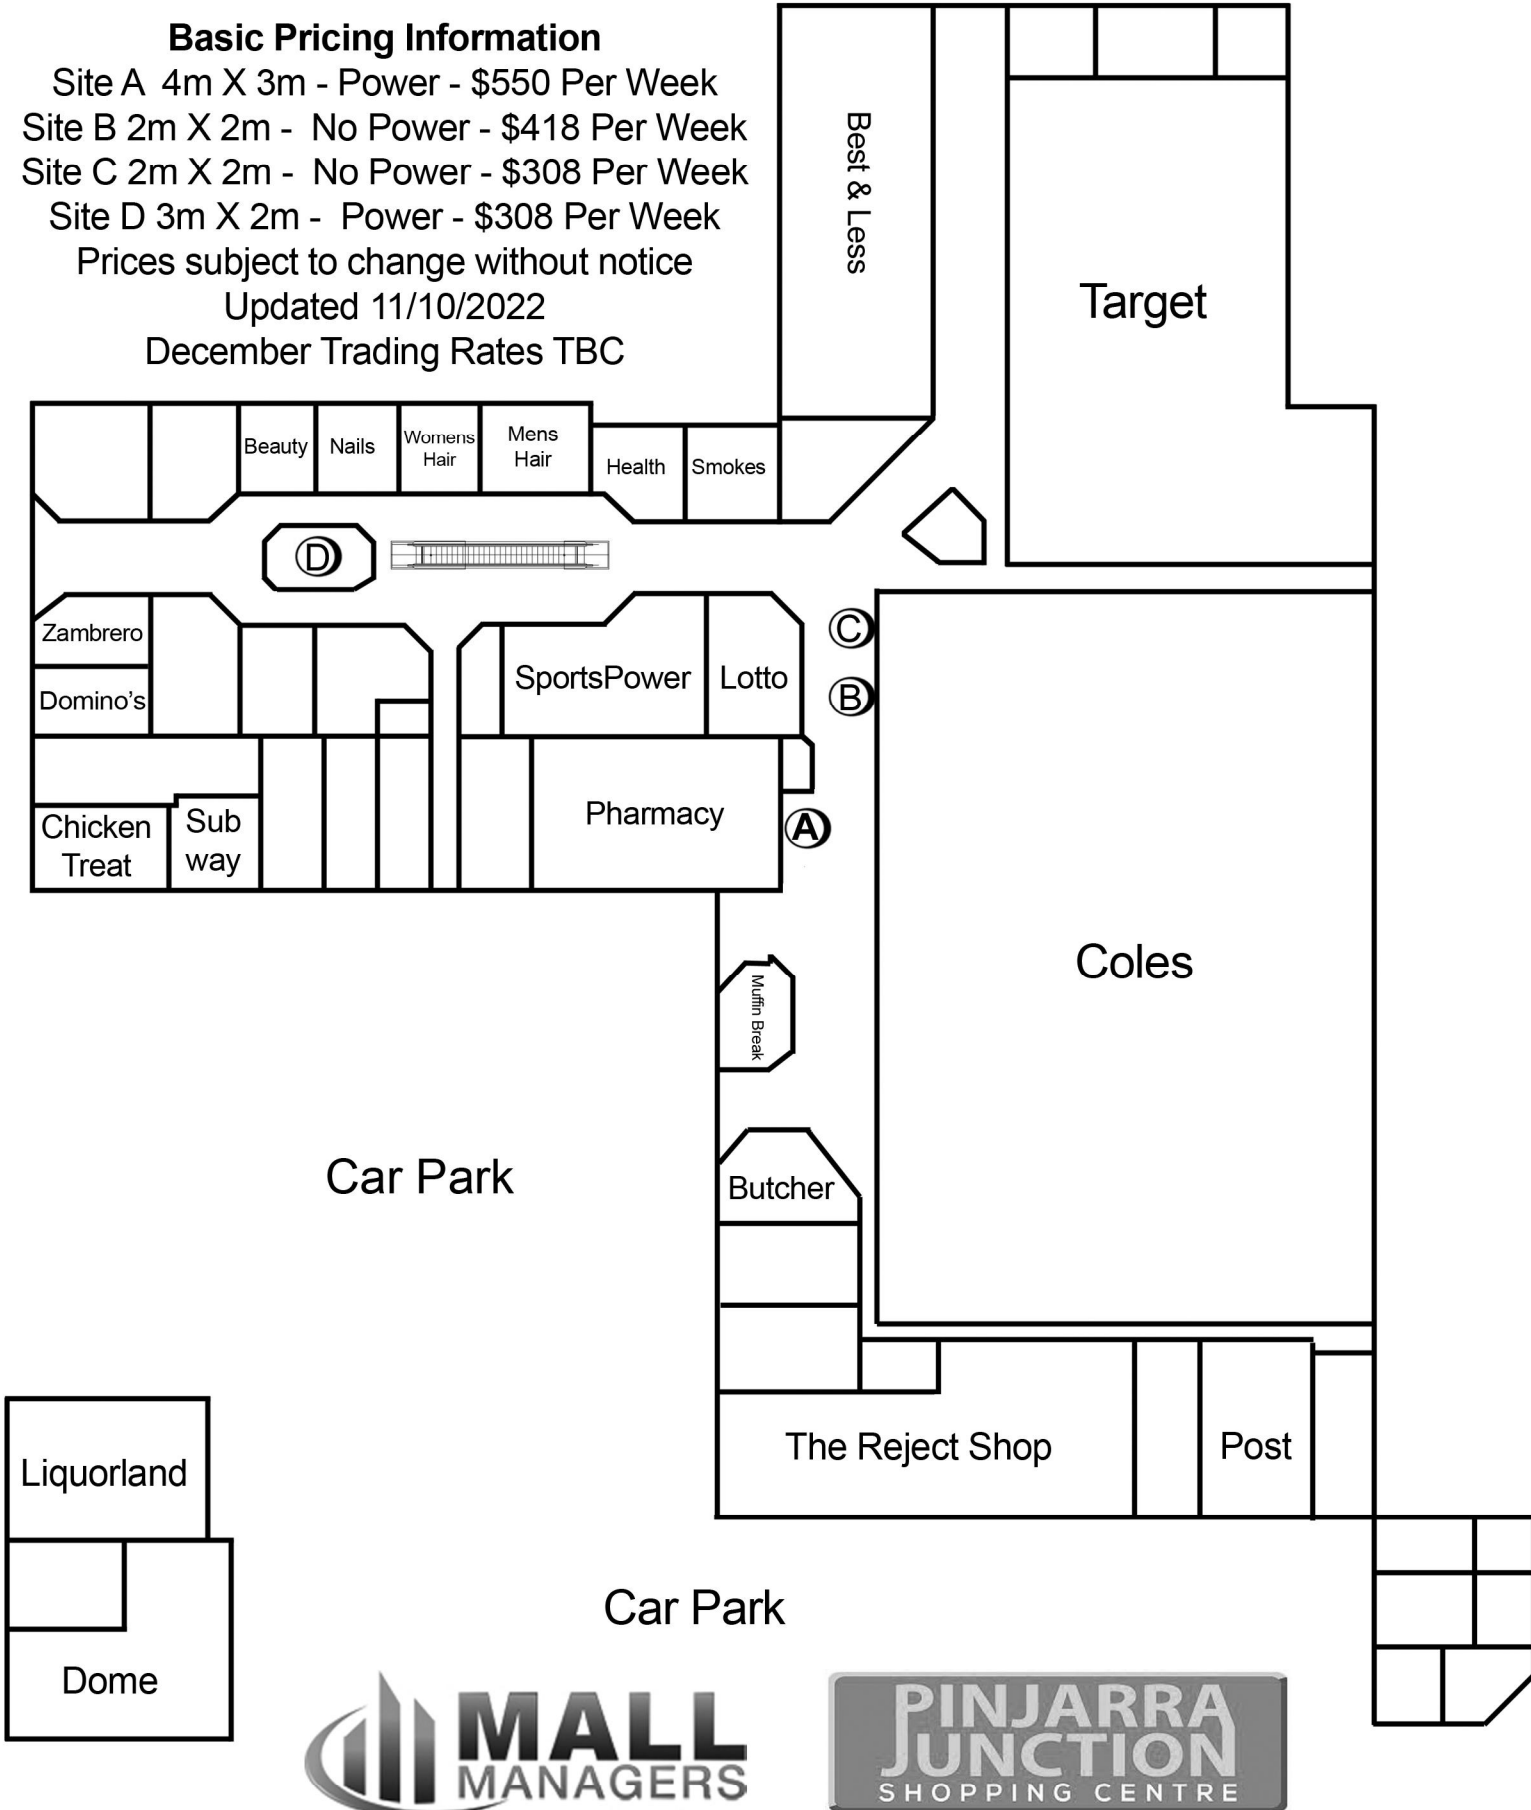 Basic Pricing Information
Site A 4m X 3m - Power - $550 Per Week
Site B 2m X 2m - No Power - $418 Per Week
Site C 2m X 2m - No Power - $308 Per Week
Site D 3m X 2m - Power - $308 Per Week
Prices subject to change without notice
Updated 11/10/2022
December Trading Rates TBC
Best & Less
Target
Beauty
Nails
Womens
Hair
Mens
Hair
Health
Smokes
D
Zambrero
Domino's
SportsPower
Lotto
C
B
Chicken
Treat
Sub
way
Pharmacy
A
Coles
Muffin Break
Car Park
Butcher
Liquorland
The Reject Shop
Post
Car Park
Dome
MALL
MANAGERS
PINJARRA
JUNCTION
SHOPPING CENTRE